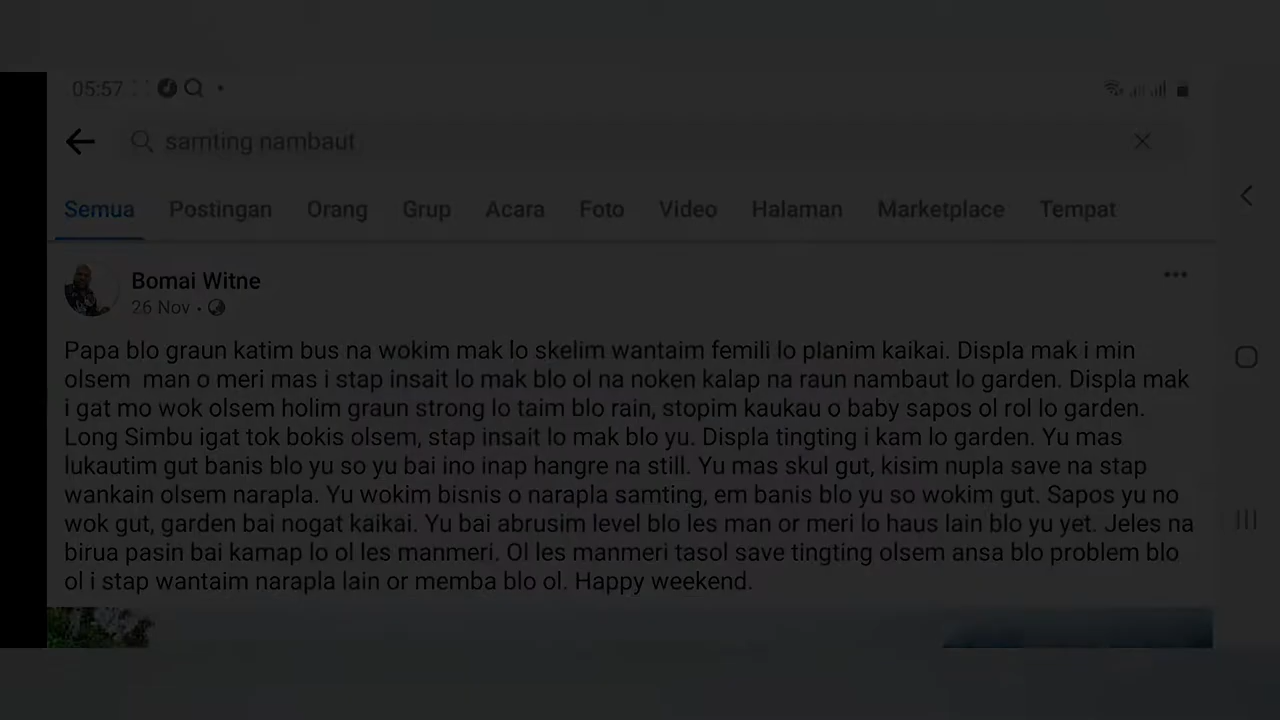 05:57
samting nambaut
Semua Postingan Orang Grup Acara Foto Video Halaman Marketplace Tempat
Bomai Witne
26 Nov
Papa blo graun katim bus na wokim mak lo skelim wantaim femili lo planim kaikai. Displa mak i min
olsem man o meri mas i stap insait lo mak blo ol na noken kalap na raun nambaut lo garden. Displa mak
i gat mo wok olsem holim graun strong lo taim blo rain, stopim kaukau o baby sapos ol rol lo garden.
Long Simbu igat tok bokis olsem, stap insait lo mak blo yu. Displa tingting i kam lo garden. Yu mas
lukautim gut banis blo yu so yu bai ino inap hangre na still. Yu mas skul gut, kisim nupla save na stap
wankain olsem narapla. Yu wokim bisnis o narapla samting, em banis blo yu so wokim gut. Sapos yu no
wok gut, garden bai nogat kaikai. Yu bai abrusim level blo les man or meri lo haus lain blo yu yet. Jeles na
birua pasin bai kamap lo ol les manmeri. Ol les manmeri tasol save tingting olsem ansa blo problem blo
ol i stap wantaim narapla lain or memba blo ol. Happy weekend.